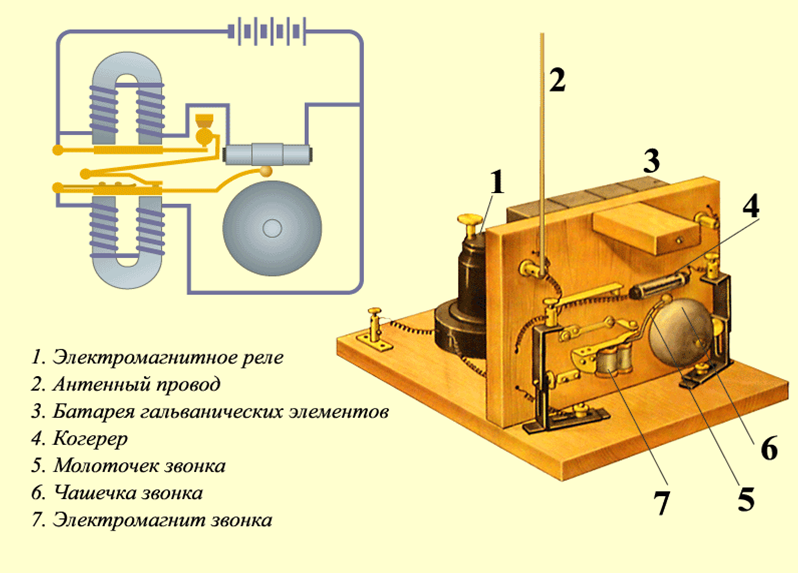 1
2
3
4
5
6
7
1. Электромагнитное реле
2. Антенный провод
3. Батарея гальванических элементов
4. Когерер
5. Молоточек звонка
6. Чашечка звонка
7. Электромагнит звонка